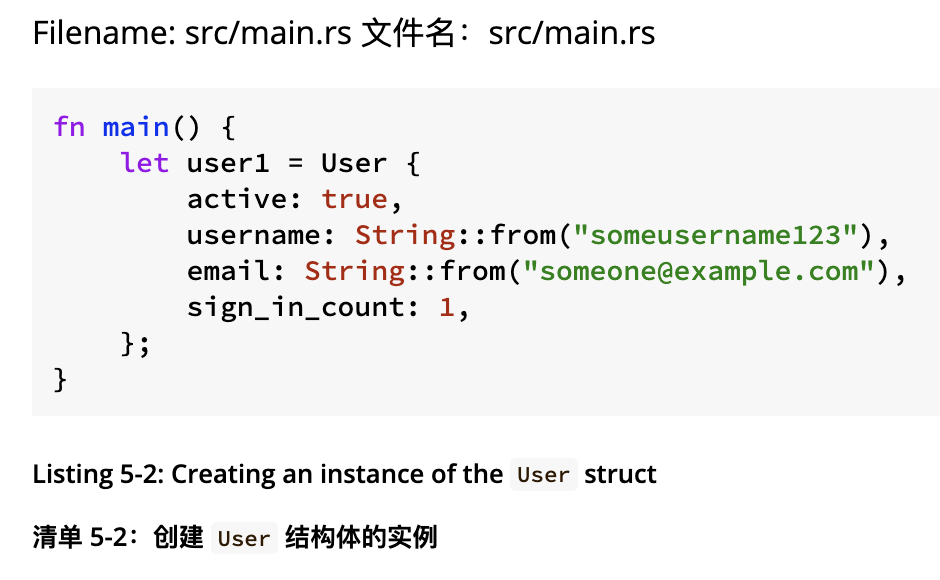 Filename: src/main.rs 文件名：src/main.rs
fn main() {
    let user1 = User {
        active: true,
        username: String::from("someusername123"),
        email: String::from("someone@example.com"),
        sign_in_count: 1,
    };
}
Listing 5-2: Creating an instance of the User struct
清单 5-2：创建 User 结构体的实例